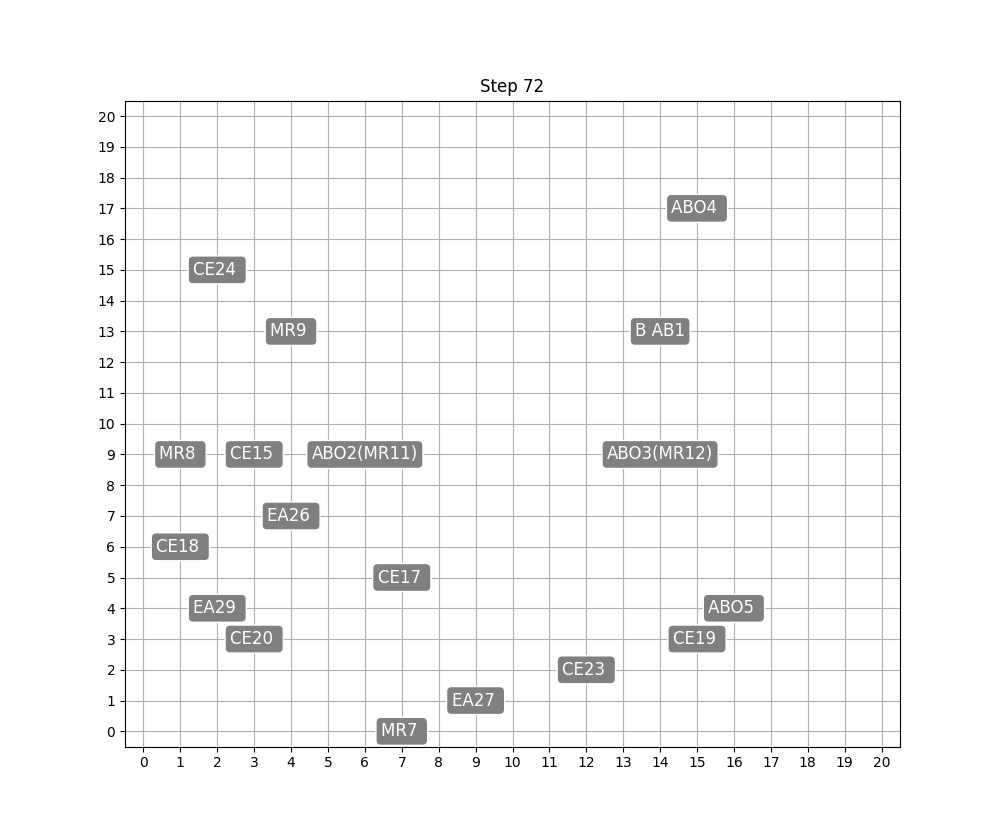 Step 72
20
19
18
17 ABO4
16
15 CE24
14
13 MR9 B AB1
12
11
10
9 MR8 CE15 ABO2(MR11) ABO3(MR12)
8
7 EA26
6 CE18
5 CE17
4 EA29 ABO5
3 CE20 CE19
2 CE23
1 EA27
0 MR7
0 1 2 3 4 5 6 7 8 9 10 11 12 13 14 15 16 17 18 19 20